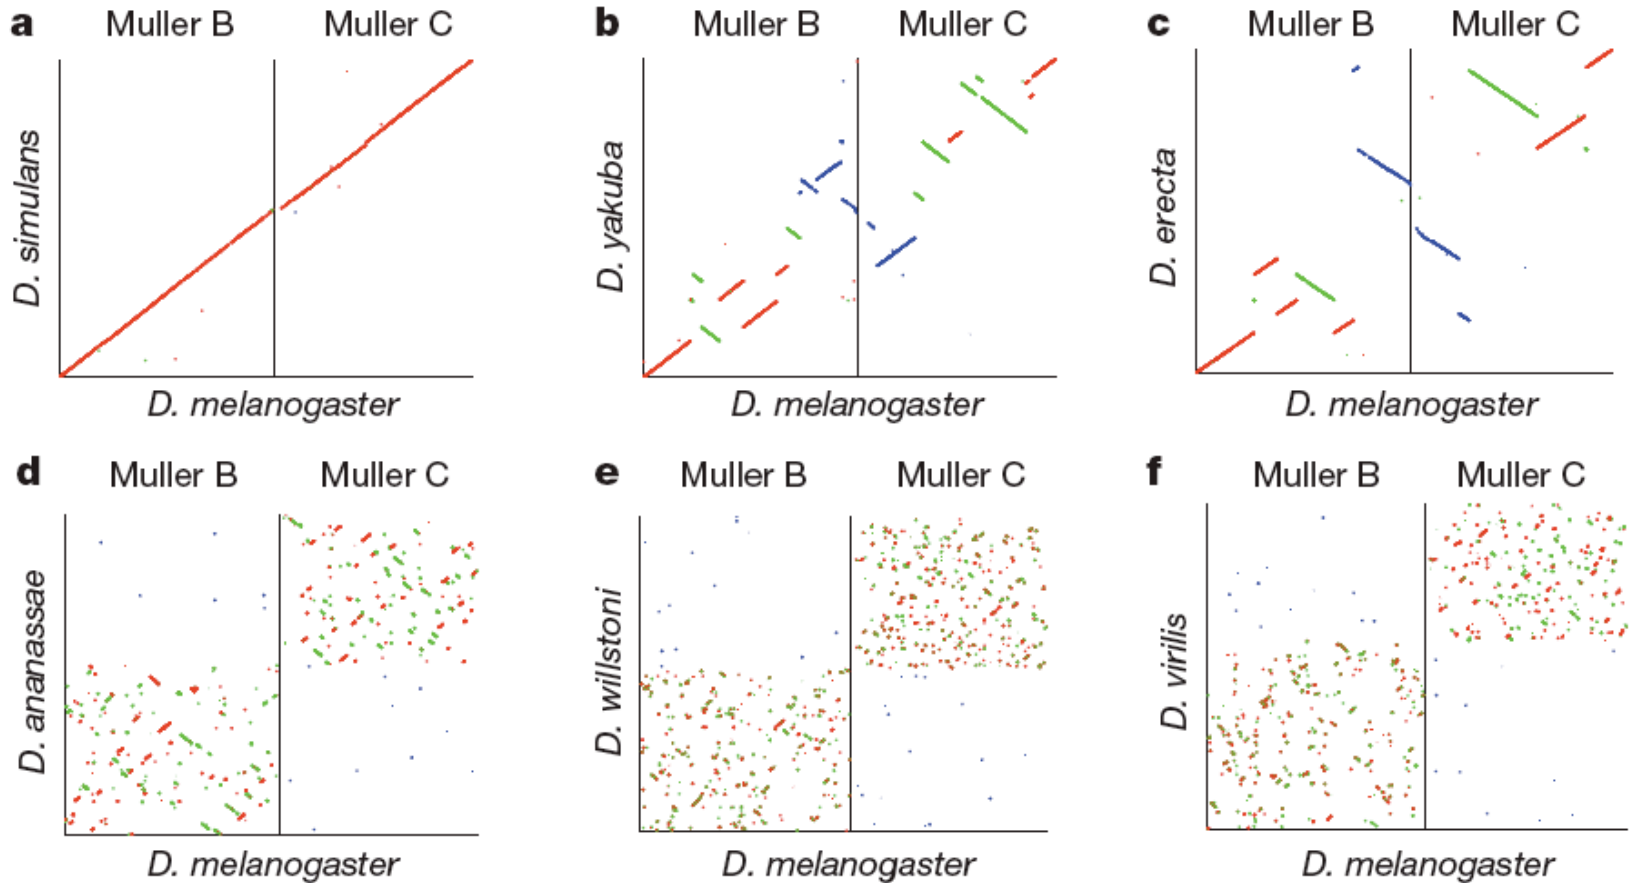 a Muller B Muller C
D. simulans
D. melanogaster
b Muller B Muller C
D. yakuba
D. melanogaster
c Muller B Muller C
D. erecta
D. melanogaster
d Muller B Muller C
D. ananassae
D. melanogaster
e Muller B Muller C
D. willstoni
D. melanogaster
f Muller B Muller C
D. virilis
D. melanogaster